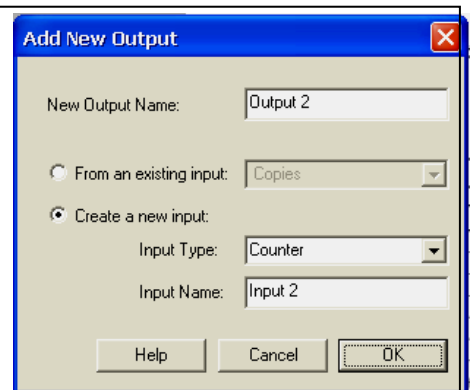 Add New Output
New Output Name: Output 2
From an existing input: Copies
Create a new input:
Input Type: Counter
Input Name: Input 2
Help Cancel OK